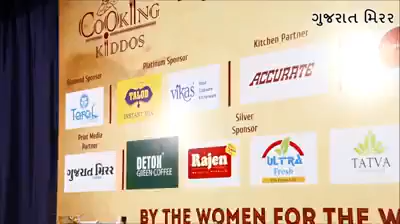 ગુજરાત મિરર
COOKING
KIDDOS
Kitchen Partner
Platinum Sponsor
Diamond Sponsor
ACCURATE
TALOD
INSTANT MIX
vikas
Silver
Sponsor
Print Media
Partner
ગુજરાત મિરર
DETOX
GREEN COFFEE
Rajen
ULTRA
Fresh
TATVA
BY THE WOMEN FOR THE W